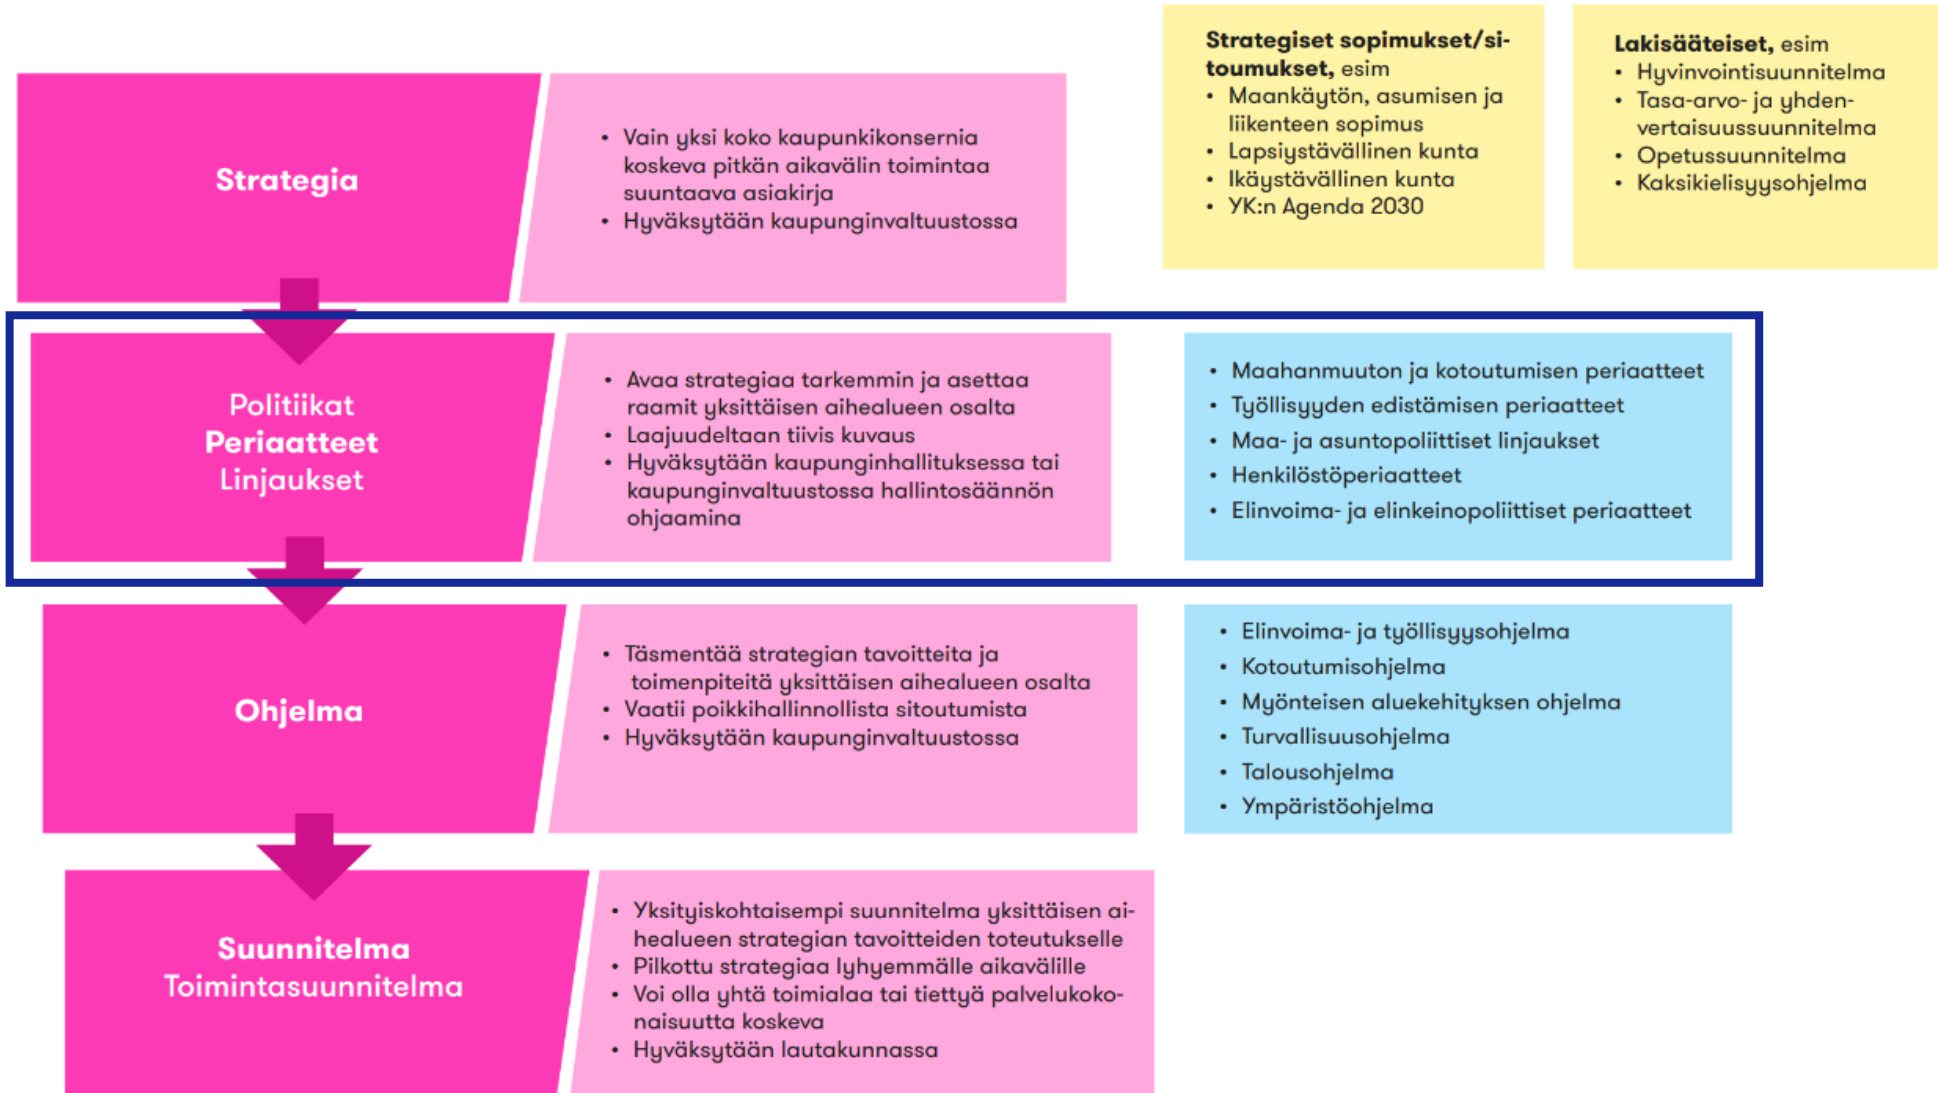 Strategia
• Vain yksi koko kaupunkikonsernia
koskeva pitkän aikavälin toimintaa
suuntaava asiakirja
• Hyväksytään kaupunginvaltuustossa
Strategiset sopimukset/si-
toumukset, esim
• Maankäytön, asumisen ja
liikenteen sopimus
• Lapsiystävällinen kunta
• Ikäystävällinen kunta
• YK:n Agenda 2030
Lakisääteiset, esim
• Hyvinvointisuunnitelma
• Tasa-arvo- ja yhden-
vertaisuussuunnitelma
• Opetussuunnitelma
• Kaksikielisyysohjelma
Politiikat
Periaatteet
Linjaukset
• Avaa strategiaa tarkemmin ja asettaa
raamit yksittäisen aihealueen osalta
• Laajuudeltaan tiivis kuvaus
• Hyväksytään kaupunginhallituksessa tai
kaupunginvaltuustossa hallintosäännön
ohjaamina
• Maahanmuuton ja kotoutumisen periaatteet
• Työllisyyden edistämisen periaatteet
• Maa- ja asuntopoliittiset linjaukset
• Henkilöstöperiaatteet
• Elinvoima- ja elinkeinopoliittiset periaatteet
Ohjelma
• Täsmentää strategian tavoitteita ja
toimenpiteitä yksittäisen aihealueen osalta
• Vaatii poikkihallinnollista sitoutumista
• Hyväksytään kaupunginvaltuustossa
• Elinvoima- ja työllisyysohjelma
• Kotoutumisohjelma
• Myönteisen aluekehityksen ohjelma
• Turvallisuusohjelma
• Talousohjelma
• Ympäristöohjelma
Suunnitelma
Toimintasuunnitelma
• Yksityiskohtaisempi suunnitelma yksittäisen ai-
healueen strategian tavoitteiden toteutukselle
• Pilkottu strategiaa lyhyemmälle aikavälille
• Voi olla yhtä toimialaa tai tiettyä palvelukoko-
naisuutta koskeva
• Hyväksytään lautakunnassa